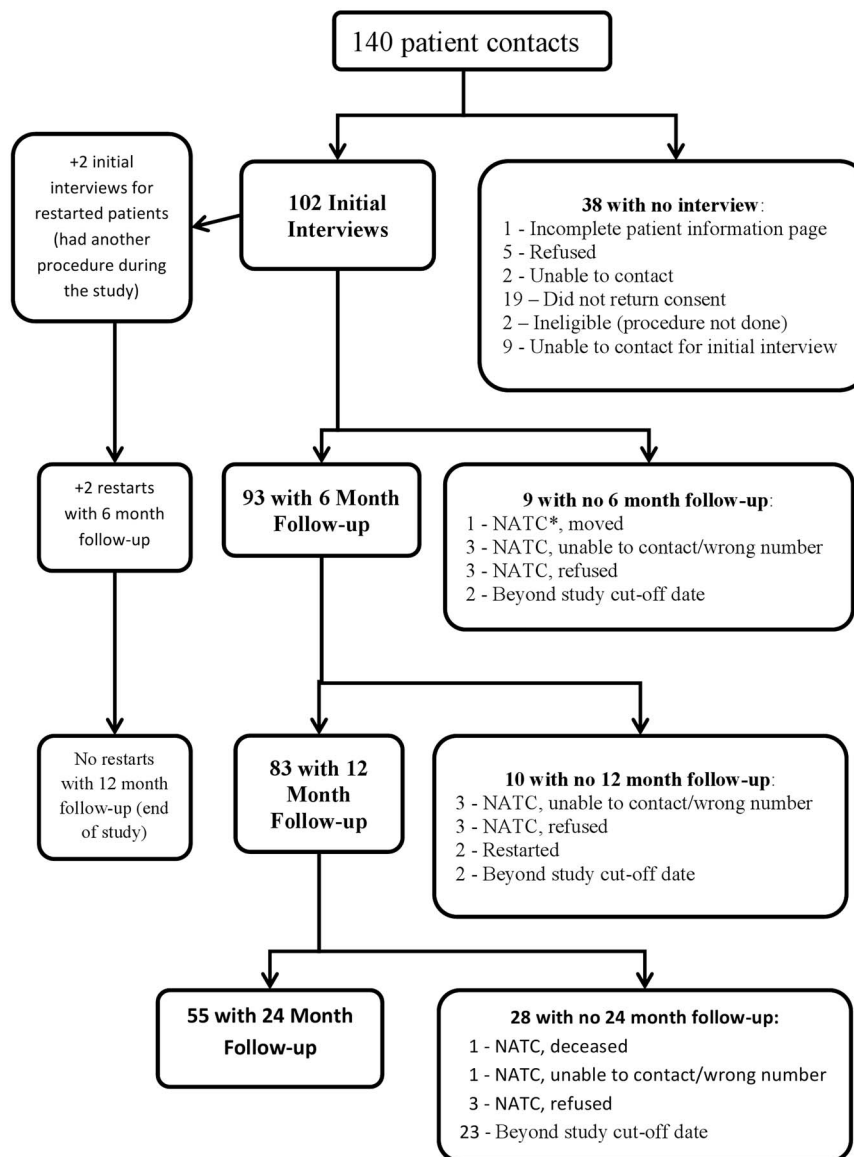 140 patient contacts
+2 initial
interviews for
restarted patients
(had another
procedure during
the study)
102 Initial
Interviews
38 with no interview:
1 - Incomplete patient information page
5 - Refused
2 - Unable to contact
19 – Did not return consent
2 – Ineligible (procedure not done)
9 - Unable to contact for initial interview
+2 restarts
with 6 month
follow-up
93 with 6 Month
Follow-up
9 with no 6 month follow-up:
1 - NATC*, moved
3 - NATC, unable to contact/wrong number
3 - NATC, refused
2 - Beyond study cut-off date
No restarts
with 12 month
follow-up (end
of study)
83 with 12
Month
Follow-up
10 with no 12 month follow-up:
3 - NATC, unable to contact/wrong number
3 - NATC, refused
2 - Restarted
2 - Beyond study cut-off date
55 with 24 Month
Follow-up
28 with no 24 month follow-up:
1 - NATC, deceased
1 - NATC, unable to contact/wrong number
3 - NATC, refused
23 - Beyond study cut-off date